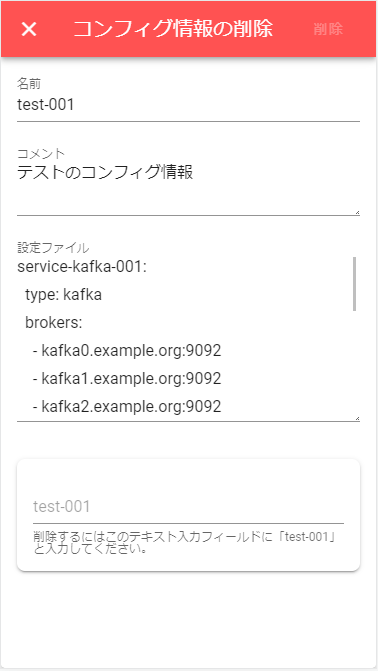 コンフィグ情報の削除
削除
名前
test-001
コメント
テストのコンフィグ情報
設定ファイル
service-kafka-001:
type: kafka
brokers:
- kafka0.example.org:9092
- kafka1.example.org:9092
- kafka2.example.org:9092
test-001
削除するにはこのテキスト入力フィールドに「test-001」
と入力してください。